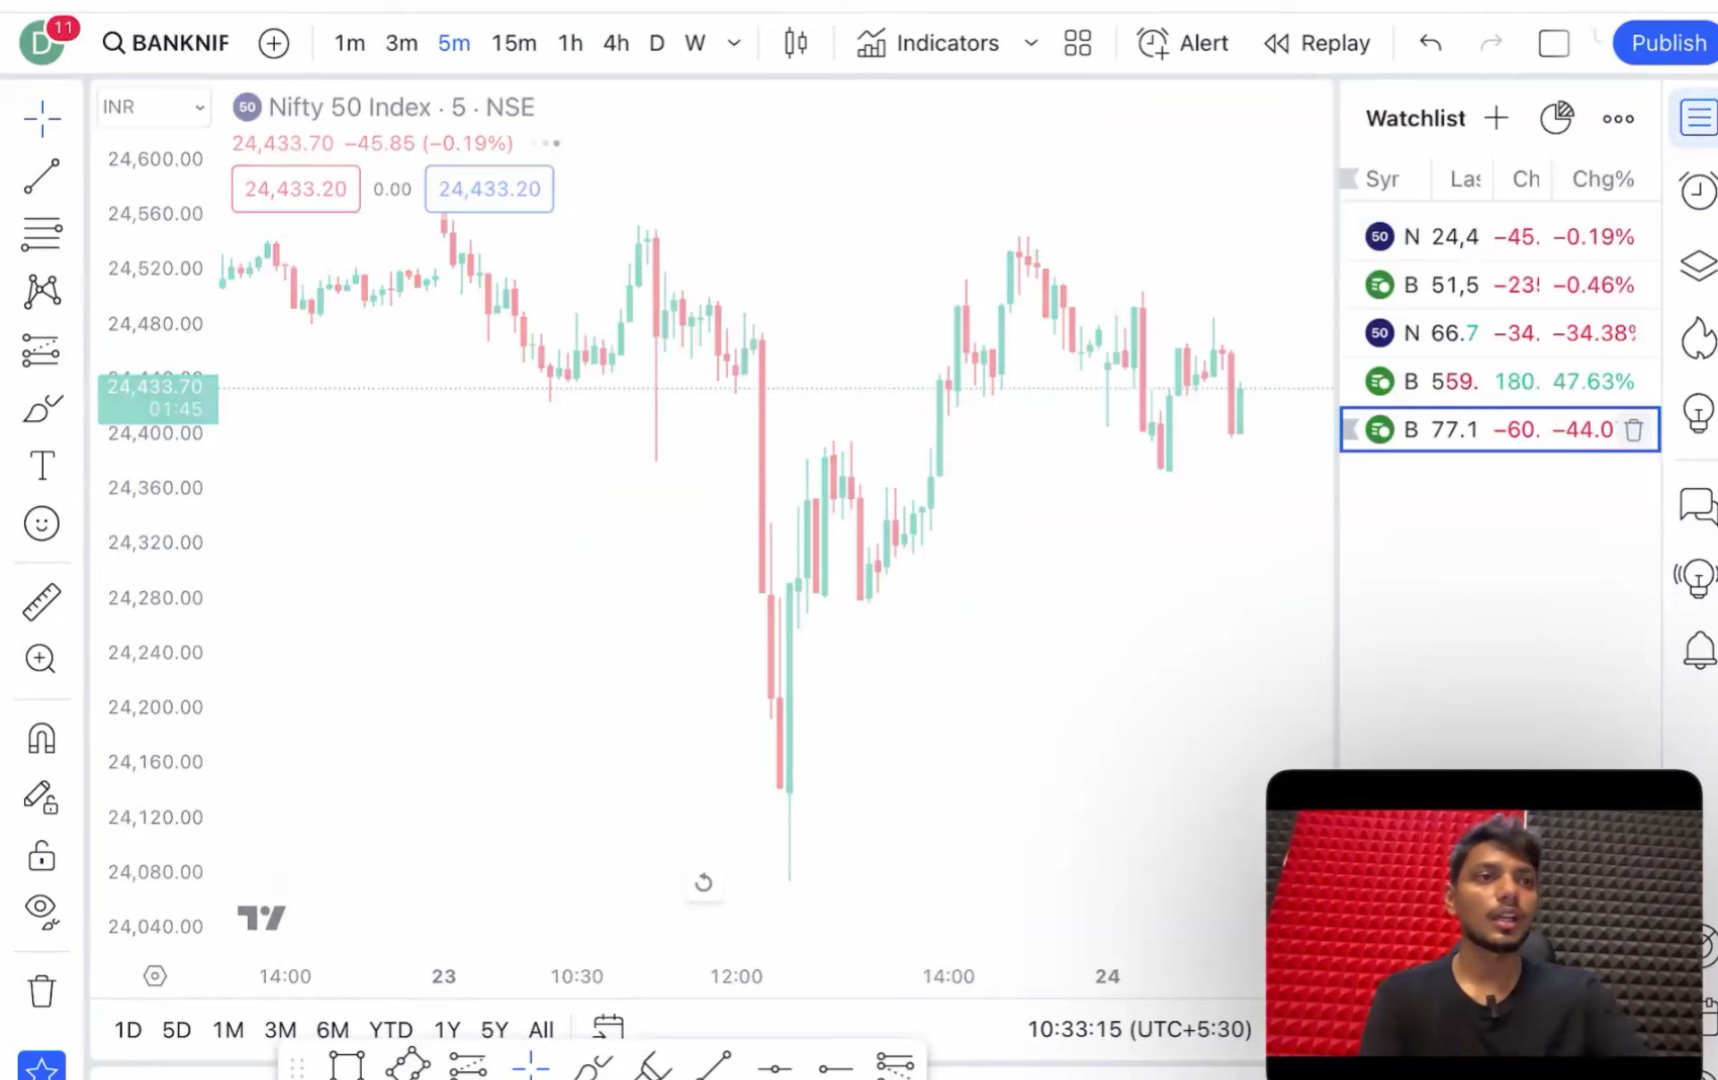 D 11
BANKNIF
1m 3m 5m 15m 1h 4h D W
Indicators
Alert
Replay
Publish
INR
50 Nifty 50 Index · 5 · NSE
24,433.70 −45.85 (−0.19%)
24,433.20 0.00 24,433.20
24,600.00
24,560.00
24,520.00
24,480.00
24,433.70
01:45
24,400.00
24,360.00
24,320.00
24,280.00
24,240.00
24,200.00
24,160.00
24,120.00
24,080.00
24,040.00
14:00 23 10:30 12:00 14:00 24
1D 5D 1M 3M 6M YTD 1Y 5Y All
10:33:15 (UTC+5:30)
Watchlist
Chg%
50 N 24,4 −45. −0.19%
B 51,5 −0.46%
50 N 66.7 −34. −34.38%
B 559. 180. 47.63%
B 77.1 −60. −44.0